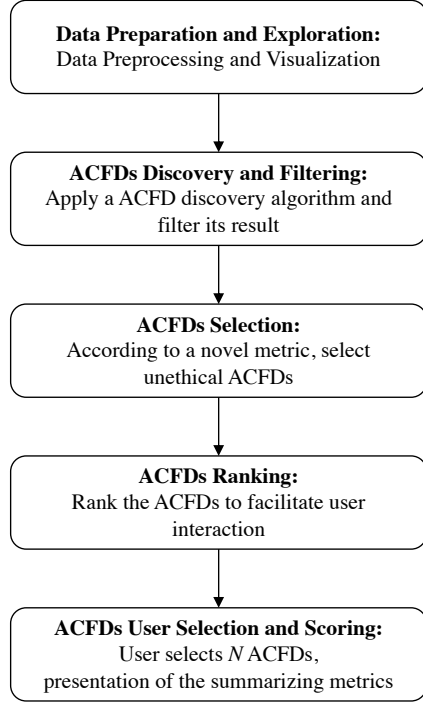 Data Preparation and Exploration:
Data Preprocessing and Visualization
ACFDs Discovery and Filtering:
Apply a ACFD discovery algorithm and
filter its result
ACFDs Selection:
According to a novel metric, select
unethical ACFDs
ACFDs Ranking:
Rank the ACFDs to facilitate user
interaction
ACFDs User Selection and Scoring:
User selects N ACFDs,
presentation of the summarizing metrics